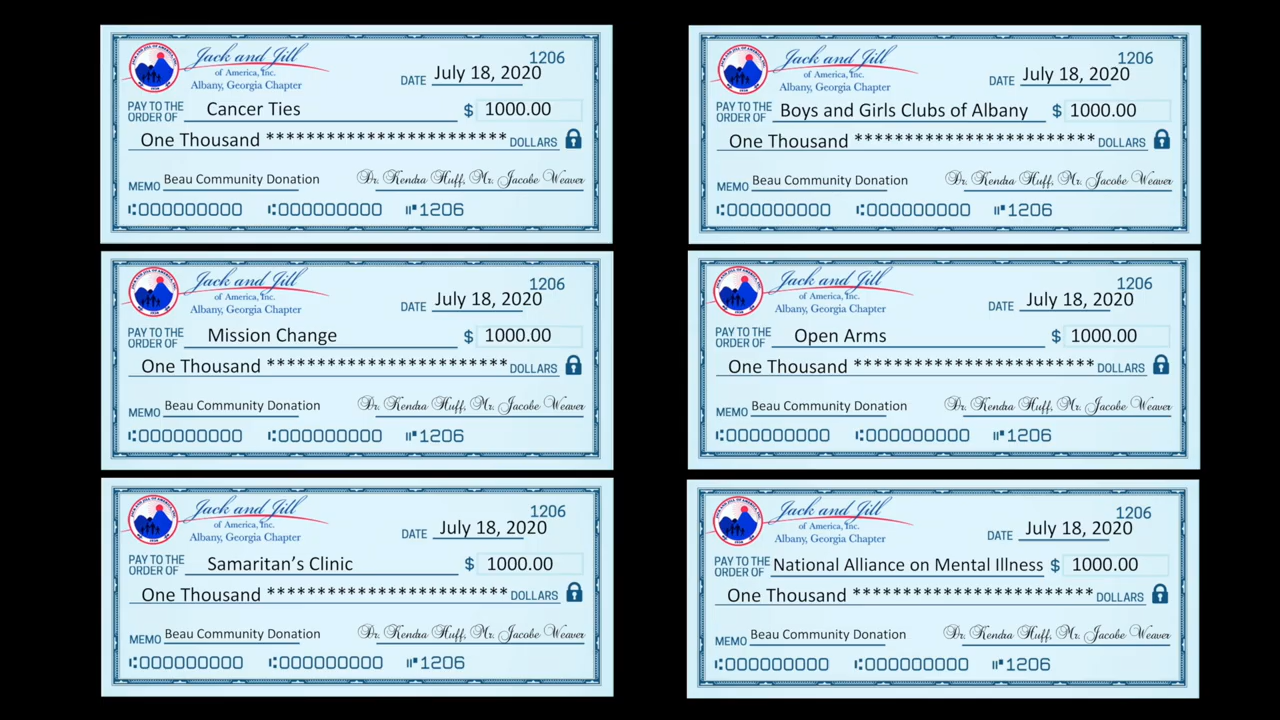 Jack and Jill
of America, Inc.
Albany, Georgia Chapter
1206
DATE July 18, 2020
PAY TO THE ORDER OF Cancer Ties $ 1000.00
One Thousand ************************ DOLLARS
MEMO Beau Community Donation Dr. Kendra Huff, Mr. Jacobe Weaver
⑆000000000 ⑆000000000 ⑈1206
Jack and Jill
of America, Inc.
Albany, Georgia Chapter
1206
DATE July 18, 2020
PAY TO THE ORDER OF Boys and Girls Clubs of Albany $ 1000.00
One Thousand ************************ DOLLARS
MEMO Beau Community Donation Dr. Kendra Huff, Mr. Jacobe Weaver
⑆000000000 ⑆000000000 ⑈1206
Jack and Jill
of America, Inc.
Albany, Georgia Chapter
1206
DATE July 18, 2020
PAY TO THE ORDER OF Mission Change $ 1000.00
One Thousand ************************ DOLLARS
MEMO Beau Community Donation Dr. Kendra Huff, Mr. Jacobe Weaver
⑆000000000 ⑆000000000 ⑈1206
Jack and Jill
of America, Inc.
Albany, Georgia Chapter
1206
DATE July 18, 2020
PAY TO THE ORDER OF Open Arms $ 1000.00
One Thousand ************************ DOLLARS
MEMO Beau Community Donation Dr. Kendra Huff, Mr. Jacobe Weaver
⑆000000000 ⑆000000000 ⑈1206
Jack and Jill
of America, Inc.
Albany, Georgia Chapter
1206
DATE July 18, 2020
PAY TO THE ORDER OF Samaritan's Clinic $ 1000.00
One Thousand ************************ DOLLARS
MEMO Beau Community Donation Dr. Kendra Huff, Mr. Jacobe Weaver
⑆000000000 ⑆000000000 ⑈1206
Jack and Jill
of America, Inc.
Albany, Georgia Chapter
1206
DATE July 18, 2020
PAY TO THE ORDER OF National Alliance on Mental Illness $ 1000.00
One Thousand ************************ DOLLARS
MEMO Beau Community Donation Dr. Kendra Huff, Mr. Jacobe Weaver
⑆000000000 ⑆000000000 ⑈1206